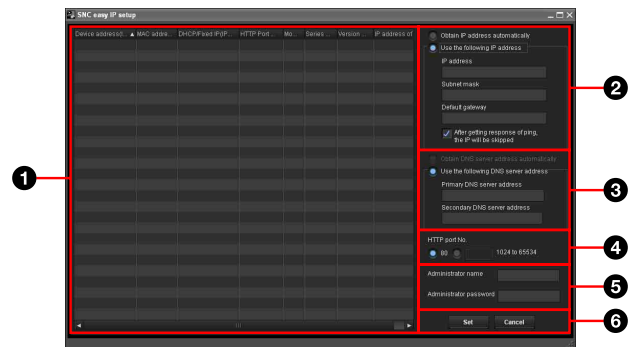 SNC easy IP setup
Device address(I... MAC addre. DHCP/Fixed IP(IP... HTTP Port ... Mo... Series ... Version ... IP address of
Obtain IP address automatically
Use the following IP address
IP address
Subnet mask
Default gateway
After getting response of ping,
the IP will be skipped
Obtain DNS server address automatically
Use the following DNS server address
Primary DNS server address
Secondary DNS server address
HTTP port No.
80 1024 to 65534
Administrator name
Administrator password
Set Cancel
1
2
3
4
5
6